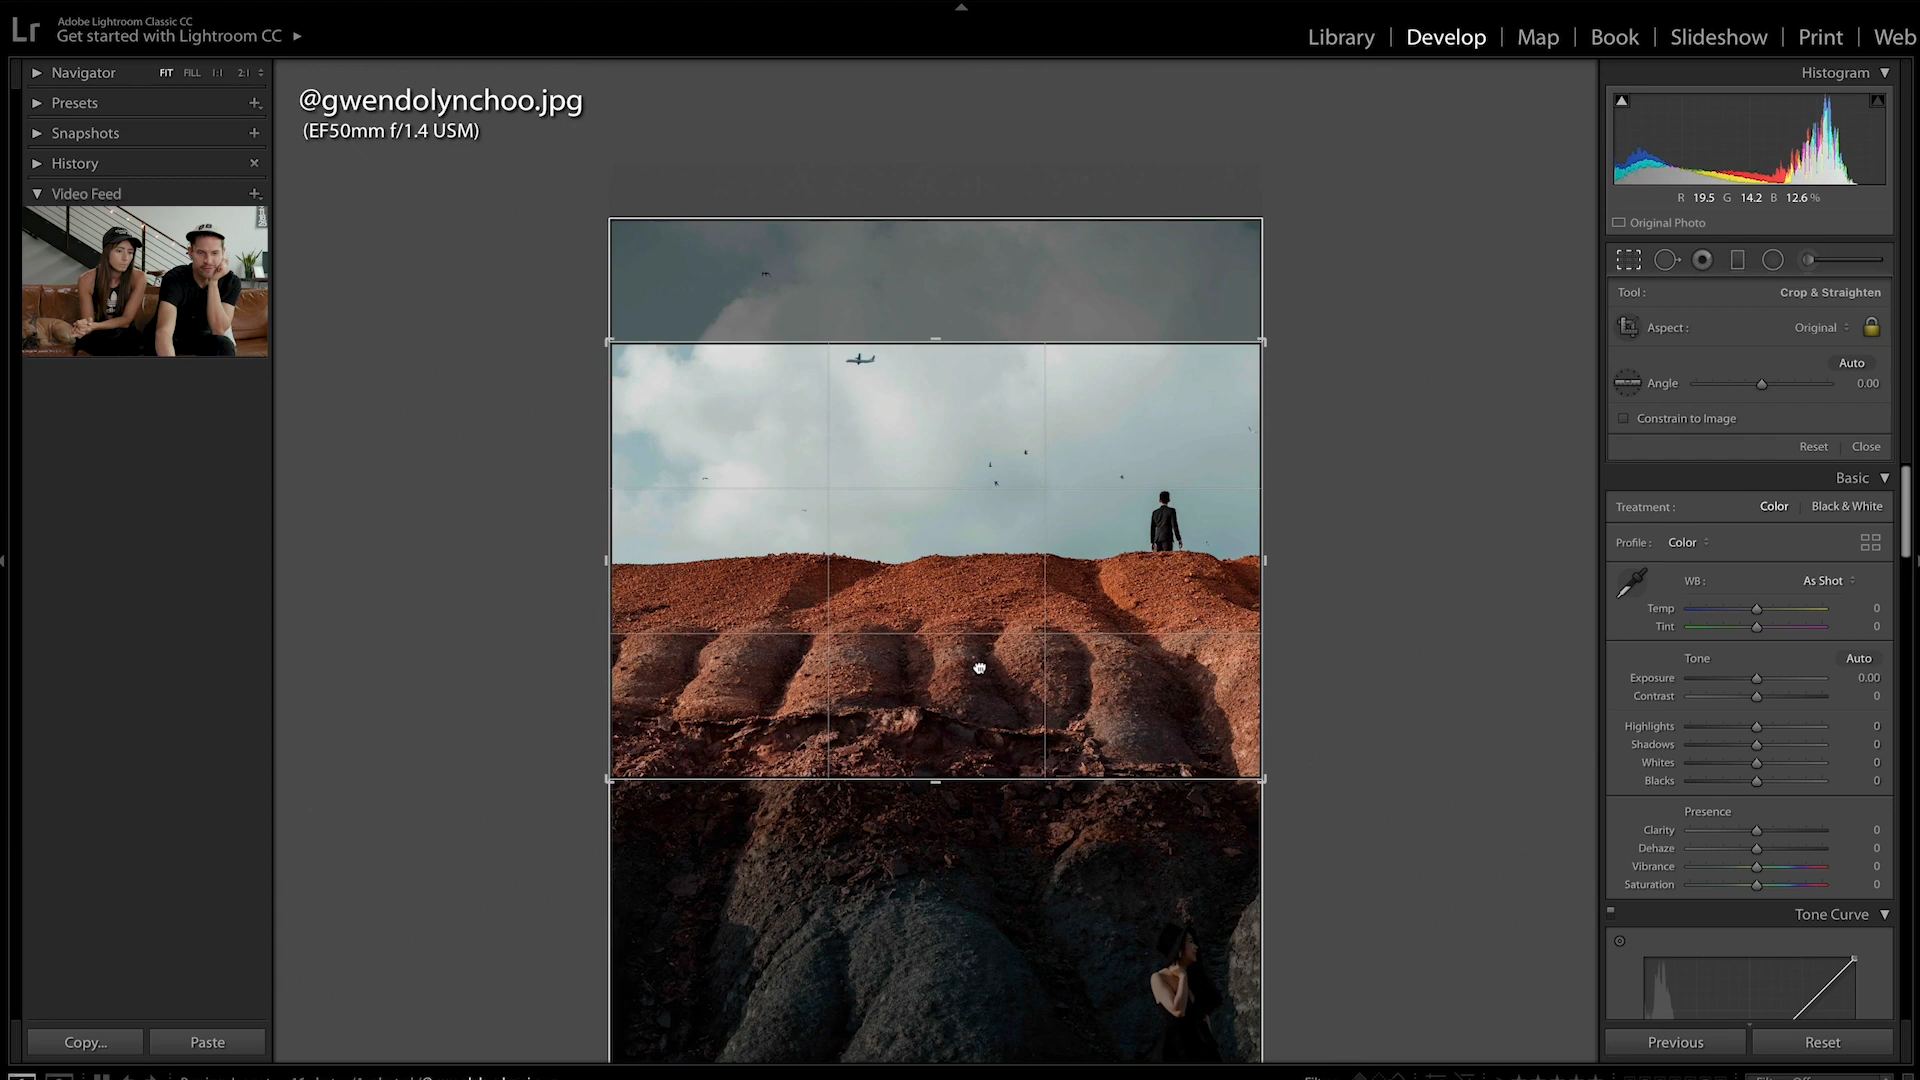 Lr
Adobe Lightroom Classic CC
Get started with Lightroom CC
Library | Develop | Map | Book | Slideshow | Print | Web
Navigator FIT FILL 1:1 2:1
Presets
Snapshots
History
Video Feed
@gwendolynchoo.jpg
(EF50mm f/1.4 USM)
Histogram
R 19.5 G 14.2 B 12.6 %
Original Photo
Tool : Crop & Straighten
Aspect : Original
Auto
Angle 0.00
Constrain to Image
Reset Close
Basic
Treatment : Color Black & White
Profile : Color
WB : As Shot
Temp 0
Tint 0
Tone Auto
Exposure 0.00
Contrast 0
Highlights 0
Shadows 0
Whites 0
Blacks 0
Presence
Clarity 0
Dehaze 0
Vibrance 0
Saturation 0
Tone Curve
Copy... Paste
Previous Reset